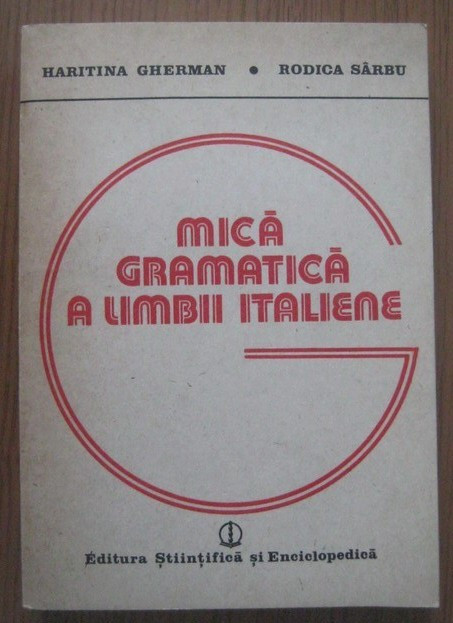 HARITINA GHERMAN ● RODICA SÂRBU
MICĂ
GRAMATICĂ
A LIMBII ITALIENE
Editura Științifică și Enciclopedică